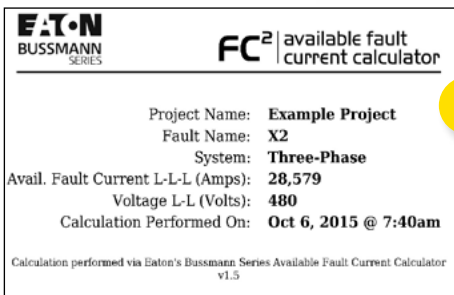 EATON
BUSSMANN
SERIES
FC2 available fault
current calculator
Project Name: Example Project
Fault Name: X2
System: Three-Phase
Avail. Fault Current L-L-L (Amps): 28,579
Voltage L-L (Volts): 480
Calculation Performed On: Oct 6, 2015 @ 7:40am
Calculation performed via Eaton's Bussmann Series Available Fault Current Calculator
v1.5